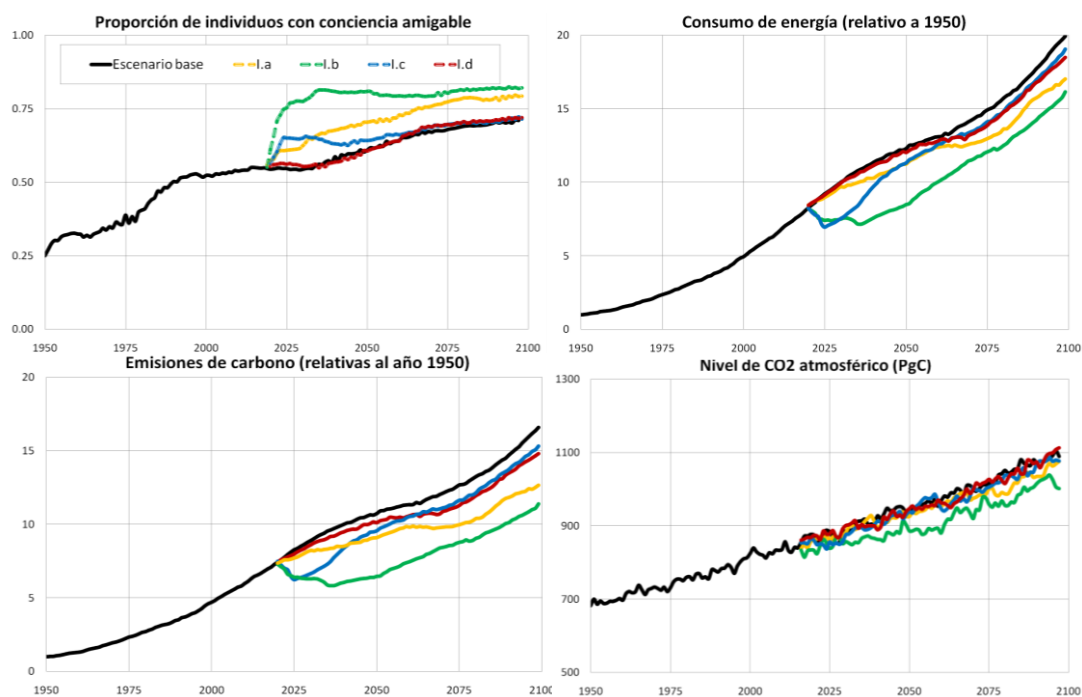 Proporción de individuos con conciencia amigable
1.00
0.75
0.50
0.25
0.00
Escenario base I.a I.b I.c I.d
1950 1975 2000 2025 2050 2075 2100
Consumo de energía (relativo a 1950)
20
15
10
5
0
1950 1975 2000 2025 2050 2075 2100
Emisiones de carbono (relativas al año 1950)
20
15
10
5
0
1950 1975 2000 2025 2050 2075 2100
Nivel de CO2 atmosférico (PgC)
1300
1100
900
700
500
1950 1975 2000 2025 2050 2075 2100